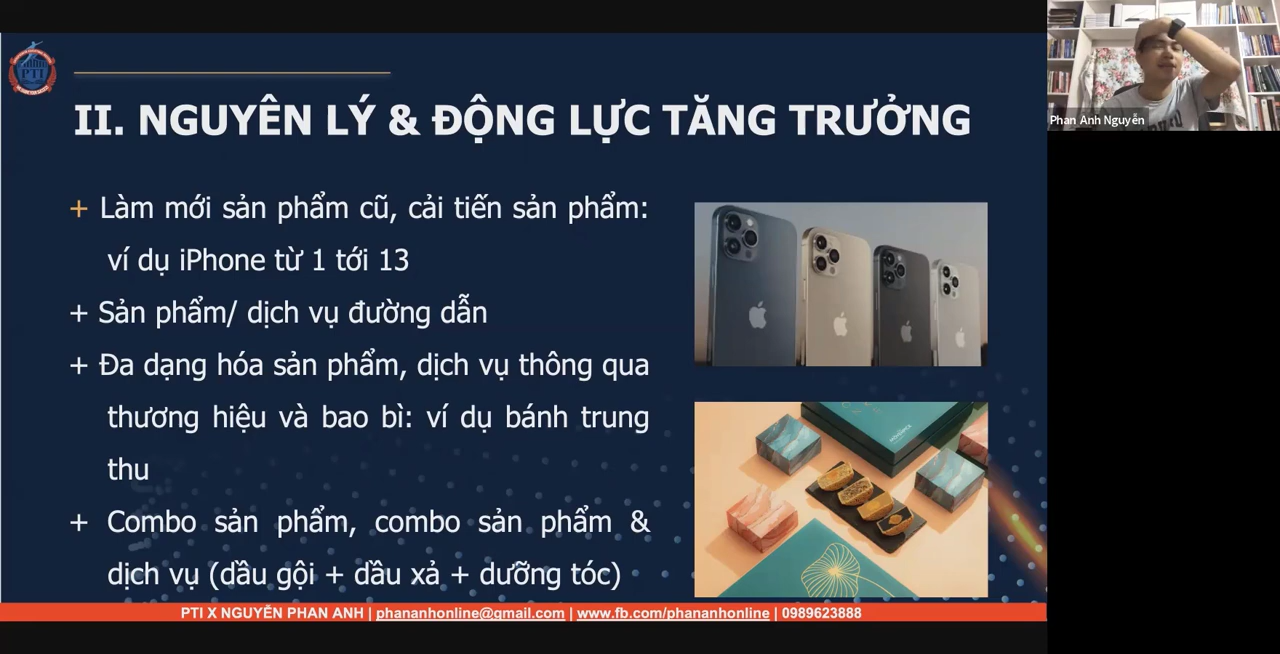 PTI
II. NGUYÊN LÝ & ĐỘNG LỰC TĂNG TRƯỞNG
+ Làm mới sản phẩm cũ, cải tiến sản phẩm:
ví dụ iPhone từ 1 tới 13
+ Sản phẩm/ dịch vụ đường dẫn
+ Đa dạng hóa sản phẩm, dịch vụ thông qua
thương hiệu và bao bì: ví dụ bánh trung
thu
+ Combo sản phẩm, combo sản phẩm &
dịch vụ (dầu gội + dầu xả + dưỡng tóc)
PTI X NGUYỄN PHAN ANH | phananhonline@gmail.com | www.fb.com/phananhonline | 0989623888
Phan Anh Nguyễn